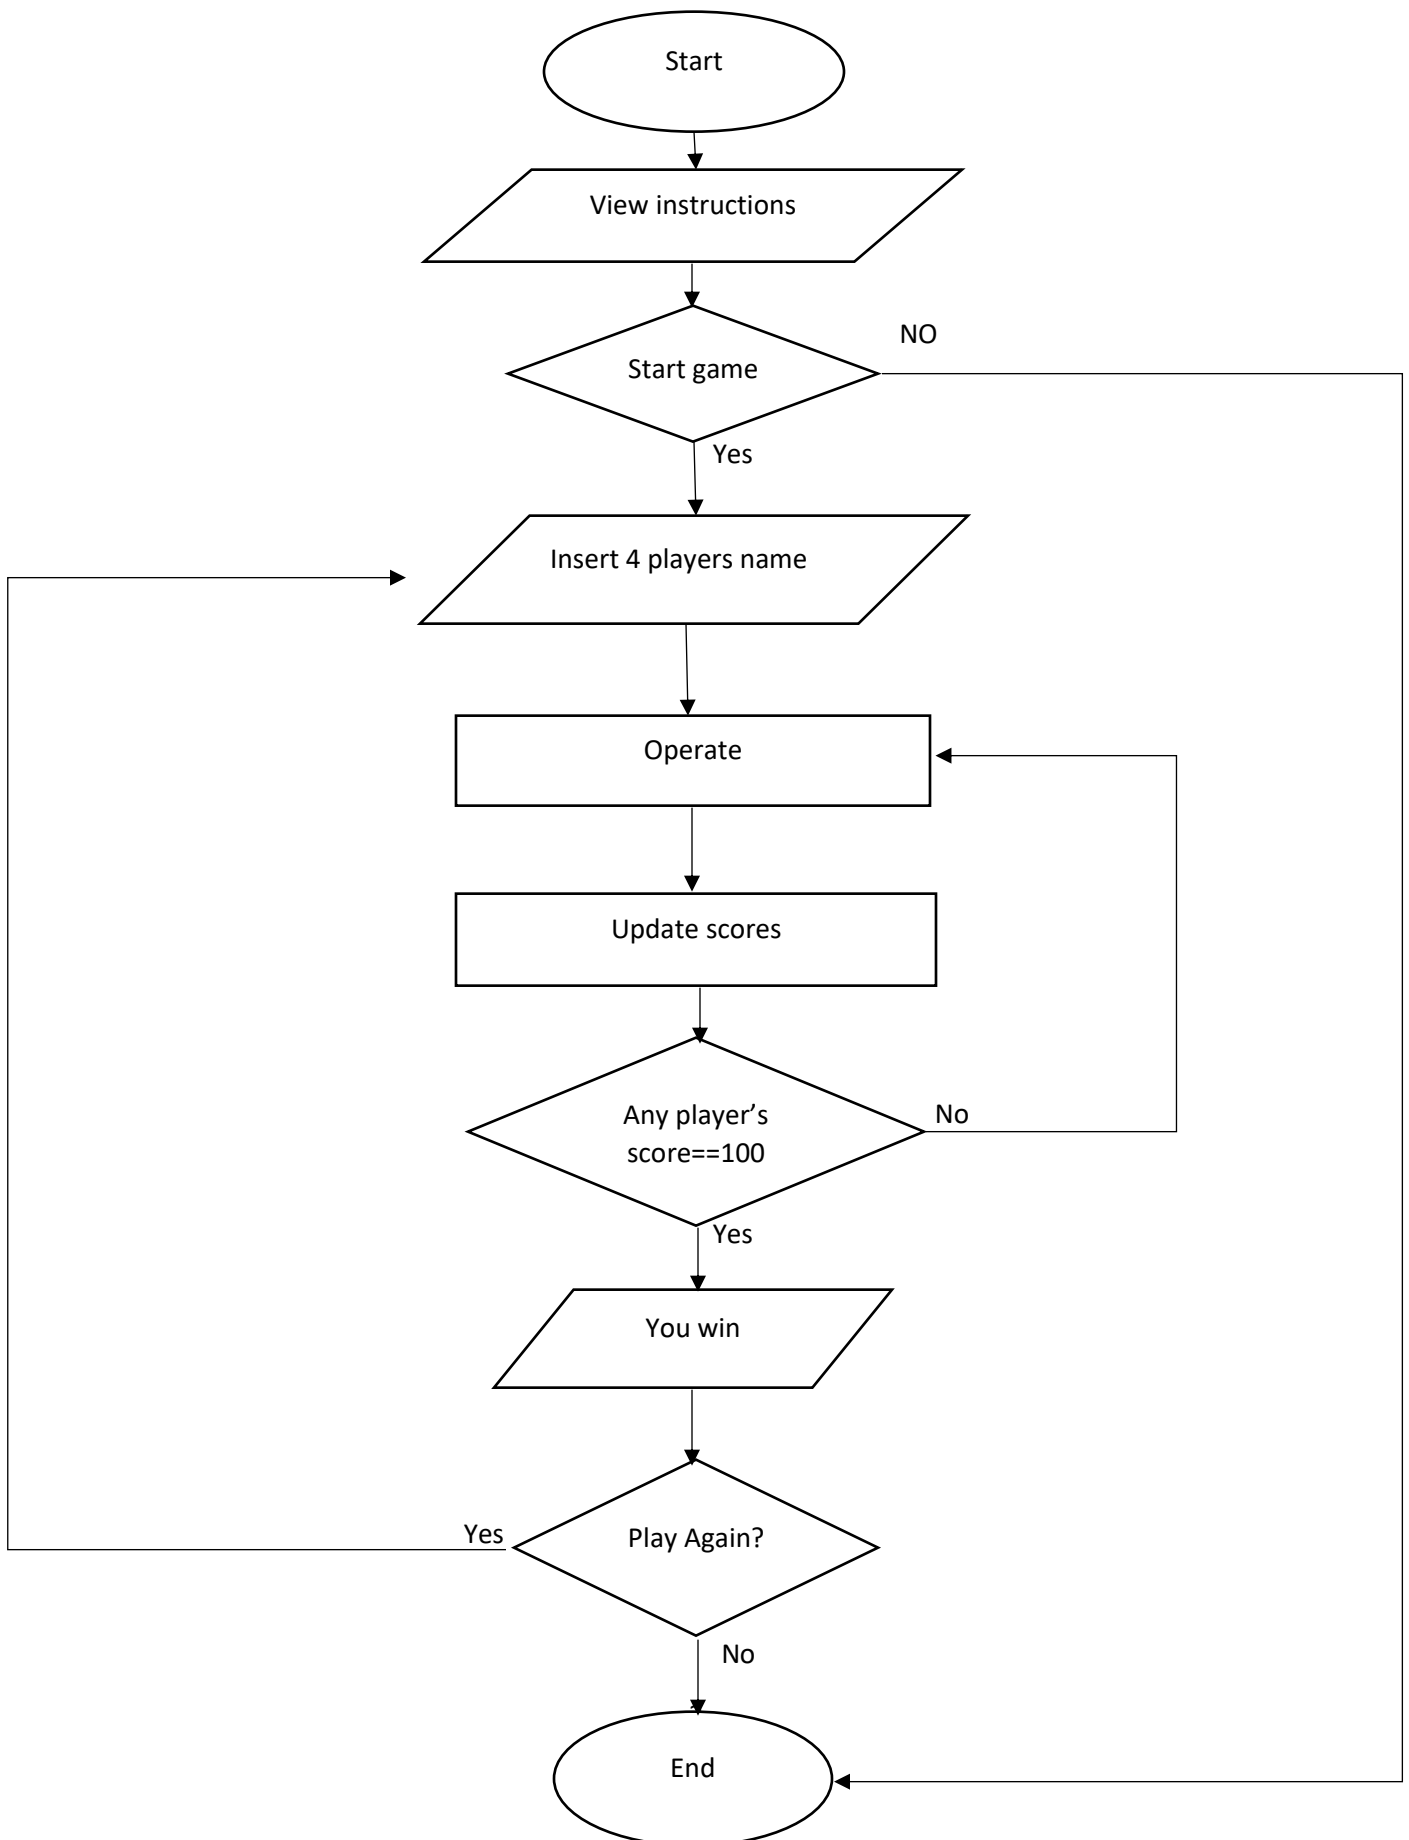 Start
View instructions
Start game
NO
Yes
Insert 4 players name
Operate
Update scores
Any player’s
score==100
No
Yes
You win
Play Again?
Yes
No
End